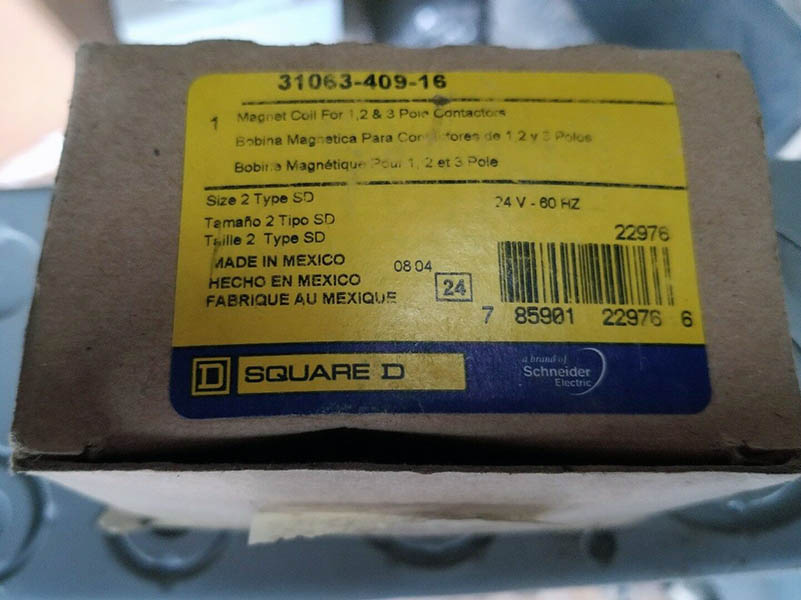 31063-409-16
1 Magnet Coil For 1,2 & 3 Pole Contactors
Bobina Magnetica Para Contactores de 1,2 y 3 Polos
Bobina Magnétique Pour 1, 2 et 3 Pole
Size 2 Type SD 24 V - 60 HZ
Tamaño 2 Tipo SD
Taille 2 Type SD
22976
MADE IN MEXICO
HECHO EN MEXICO
FABRIQUE AU MEXIQUE
08 04
24
7 85901 22976 6
D SQUARE D
a brand of
Schneider
Electric